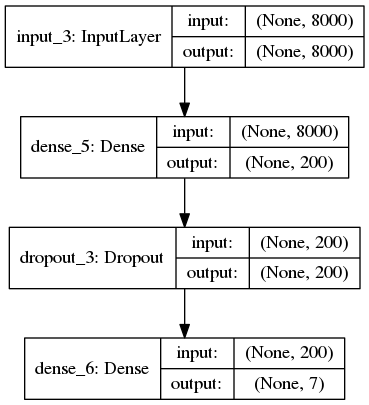 input_3: InputLayer
input: (None, 8000)
output: (None, 8000)
dense_5: Dense
input: (None, 8000)
output: (None, 200)
dropout_3: Dropout
input: (None, 200)
output: (None, 200)
dense_6: Dense
input: (None, 200)
output: (None, 7)